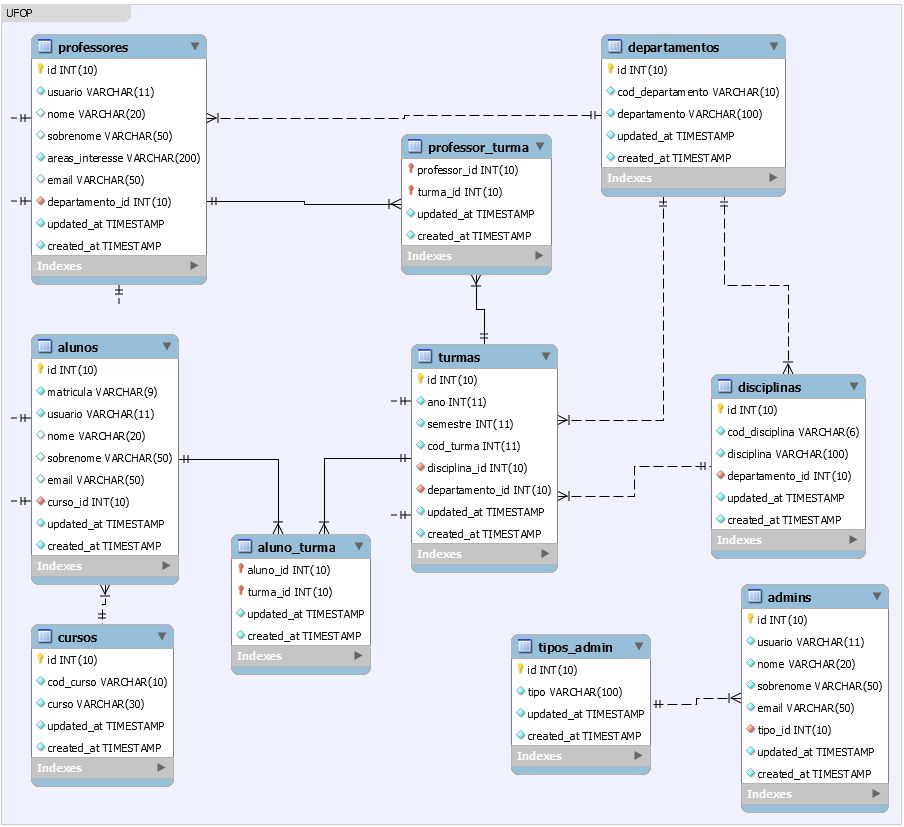 UFOP
professores
id INT(10)
usuario VARCHAR(11)
nome VARCHAR(20)
sobrenome VARCHAR(50)
areas_interesse VARCHAR(200)
email VARCHAR(50)
departamento_id INT(10)
updated_at TIMESTAMP
created_at TIMESTAMP
Indexes
departamentos
id INT(10)
cod_departamento VARCHAR(10)
departamento VARCHAR(100)
updated_at TIMESTAMP
created_at TIMESTAMP
Indexes
professor_turma
professor_id INT(10)
turma_id INT(10)
updated_at TIMESTAMP
created_at TIMESTAMP
Indexes
alunos
id INT(10)
matricula VARCHAR(9)
usuario VARCHAR(11)
nome VARCHAR(20)
sobrenome VARCHAR(50)
email VARCHAR(50)
curso_id INT(10)
updated_at TIMESTAMP
created_at TIMESTAMP
Indexes
turmas
id INT(10)
ano INT(11)
semestre INT(11)
cod_turma INT(11)
disciplina_id INT(10)
departamento_id INT(10)
updated_at TIMESTAMP
created_at TIMESTAMP
Indexes
disciplinas
id INT(10)
cod_disciplina VARCHAR(6)
disciplina VARCHAR(100)
departamento_id INT(10)
updated_at TIMESTAMP
created_at TIMESTAMP
Indexes
aluno_turma
aluno_id INT(10)
turma_id INT(10)
updated_at TIMESTAMP
created_at TIMESTAMP
Indexes
cursos
id INT(10)
cod_curso VARCHAR(10)
curso VARCHAR(30)
updated_at TIMESTAMP
created_at TIMESTAMP
Indexes
tipos_admin
id INT(10)
tipo VARCHAR(100)
updated_at TIMESTAMP
created_at TIMESTAMP
Indexes
admins
id INT(10)
usuario VARCHAR(11)
nome VARCHAR(20)
sobrenome VARCHAR(50)
email VARCHAR(50)
tipo_id INT(10)
updated_at TIMESTAMP
created_at TIMESTAMP
Indexes